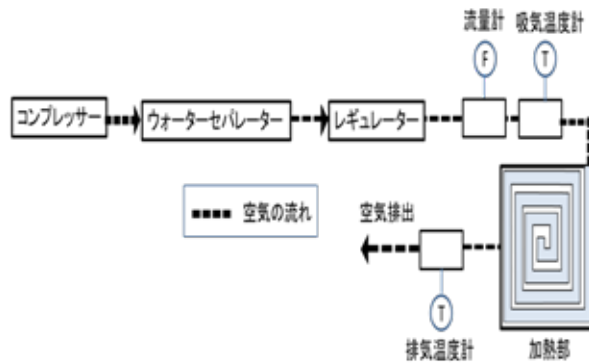 流量計 吸気温度計
F T
コンプレッサー ウォーターセパレーター レギュレーター
空気の流れ
空気排出
T
排気温度計 加熱部